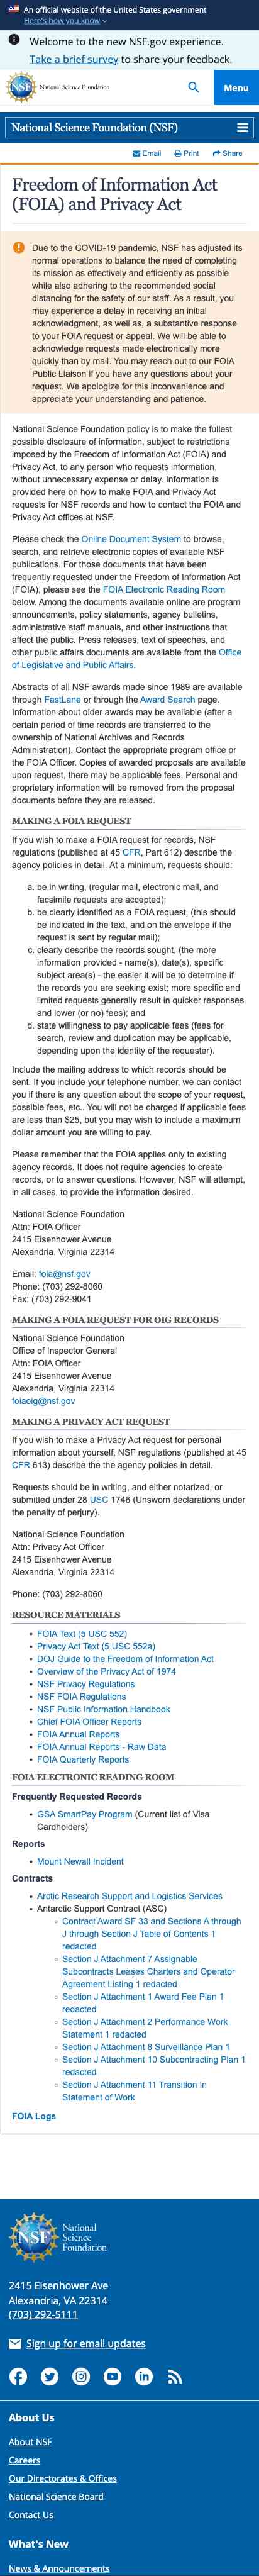 An official website of the United States government
Here's how you know
Welcome to the new NSF.gov experience.
Take a brief survey to share your feedback.
NSF
National Science Foundation
Menu
National Science Foundation (NSF)
Email
Print
Share
Freedom of Information Act
(FOIA) and Privacy Act
Due to the COVID-19 pandemic, NSF has adjusted its
normal operations to balance the need of completing
its mission as effectively and efficiently as possible
while also adhering to the recommended social
distancing for the safety of our staff. As a result, you
may experience a delay in receiving an initial
acknowledgment, as well as, a substantive response
to your FOIA request or appeal. We will be able to
acknowledge requests made electronically more
quickly than by mail. You may reach out to our FOIA
Public Liaison if you have any questions about your
request. We apologize for this inconvenience and
appreciate your understanding and patience.
National Science Foundation policy is to make the fullest
possible disclosure of information, subject to restrictions
imposed by the Freedom of Information Act (FOIA) and
Privacy Act, to any person who requests information,
without unnecessary expense or delay. Information is
provided here on how to make FOIA and Privacy Act
requests for NSF records and how to contact the FOIA and
Privacy Act offices at NSF.
Please check the Online Document System to browse,
search, and retrieve electronic copies of available NSF
publications. For those documents that have been
frequently requested under the Freedom of Information Act
(FOIA), please see the FOIA Electronic Reading Room
below. Among the documents available online are program
announcements, policy statements, agency bulletins,
administrative staff manuals, and other instructions that
affect the public. Press releases, text of speeches, and
other public affairs documents are available from the Office
of Legislative and Public Affairs.
Abstracts of all NSF awards made since 1989 are available
through FastLane or through the Award Search page.
Information about older awards may be available (after a
certain period of time records are transferred to the
ownership of National Archives and Records
Administration). Contact the appropriate program office or
the FOIA Officer. Copies of awarded proposals are available
upon request, there may be applicable fees. Personal and
proprietary information will be removed from the proposal
documents before they are released.
MAKING A FOIA REQUEST
If you wish to make a FOIA request for records, NSF
regulations (published at 45 CFR, Part 612) describe the
agency policies in detail. At a minimum, requests should:
a. be in writing, (regular mail, electronic mail, and
facsimile requests are accepted);
b. be clearly identified as a FOIA request, (this should
be indicated in the text, and on the envelope if the
request is sent by regular mail);
c. clearly describe the records sought, (the more
information provided - name(s), date(s), specific
subject area(s) - the easier it will be to determine if
the records you are seeking exist; more specific and
limited requests generally result in quicker responses
and lower (or no) fees); and
d. state willingness to pay applicable fees (fees for
search, review and duplication may be applicable,
depending upon the identity of the requester).
Include the mailing address to which records should be
sent. If you include your telephone number, we can contact
you if there is any question about the scope of your request,
possible fees, etc.. You will not be charged if applicable fees
are less than $25, but you may wish to include a maximum
dollar amount you are willing to pay.
Please remember that the FOIA applies only to existing
agency records. It does not require agencies to create
records, or to answer questions. However, NSF will attempt,
in all cases, to provide the information desired.
National Science Foundation
Attn: FOIA Officer
2415 Eisenhower Avenue
Alexandria, Virginia 22314
Email: foia@nsf.gov
Phone: (703) 292-8060
Fax: (703) 292-9041
MAKING A FOIA REQUEST FOR OIG RECORDS
National Science Foundation
Office of Inspector General
Attn: FOIA Officer
2415 Eisenhower Avenue
Alexandria, Virginia 22314
foiaoig@nsf.gov
MAKING A PRIVACY ACT REQUEST
If you wish to make a Privacy Act request for personal
information about yourself, NSF regulations (published at 45
CFR 613) describe the the agency policies in detail.
Requests should be in writing, and either notarized, or
submitted under 28 USC 1746 (Unsworn declarations under
the penalty of perjury).
National Science Foundation
Attn: Privacy Act Officer
2415 Eisenhower Avenue
Alexandria, Virginia 22314
Phone: (703) 292-8060
RESOURCE MATERIALS
• FOIA Text (5 USC 552)
• Privacy Act Text (5 USC 552a)
• DOJ Guide to the Freedom of Information Act
• Overview of the Privacy Act of 1974
• NSF Privacy Regulations
• NSF FOIA Regulations
• NSF Public Information Handbook
• Chief FOIA Officer Reports
• FOIA Annual Reports
• FOIA Annual Reports - Raw Data
• FOIA Quarterly Reports
FOIA ELECTRONIC READING ROOM
Frequently Requested Records
• GSA SmartPay Program (Current list of Visa
Cardholders)
Reports
• Mount Newall Incident
Contracts
• Arctic Research Support and Logistics Services
• Antarctic Support Contract (ASC)
Contract Award SF 33 and Sections A through
J through Section J Table of Contents 1
redacted
Section J Attachment 7 Assignable
Subcontracts Leases Charters and Operator
Agreement Listing 1 redacted
Section J Attachment 1 Award Fee Plan 1
redacted
Section J Attachment 2 Performance Work
Statement 1 redacted
Section J Attachment 8 Surveillance Plan 1
Section J Attachment 10 Subcontracting Plan 1
redacted
Section J Attachment 11 Transition In
Statement of Work
FOIA Logs
NSF
National
Science
Foundation
2415 Eisenhower Ave
Alexandria, VA 22314
(703) 292-5111
Sign up for email updates
About Us
About NSF
Careers
Our Directorates & Offices
National Science Board
Contact Us
What's New
News & Announcements